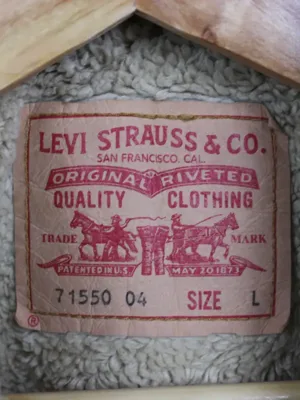 LEVI STRAUSS & CO.
SAN FRANCISCO, CAL.
ORIGINAL RIVETED
QUALITY CLOTHING
TRADE MARK
PATENTED IN U.S. MAY 20 1873
71550 04 SIZE L
®